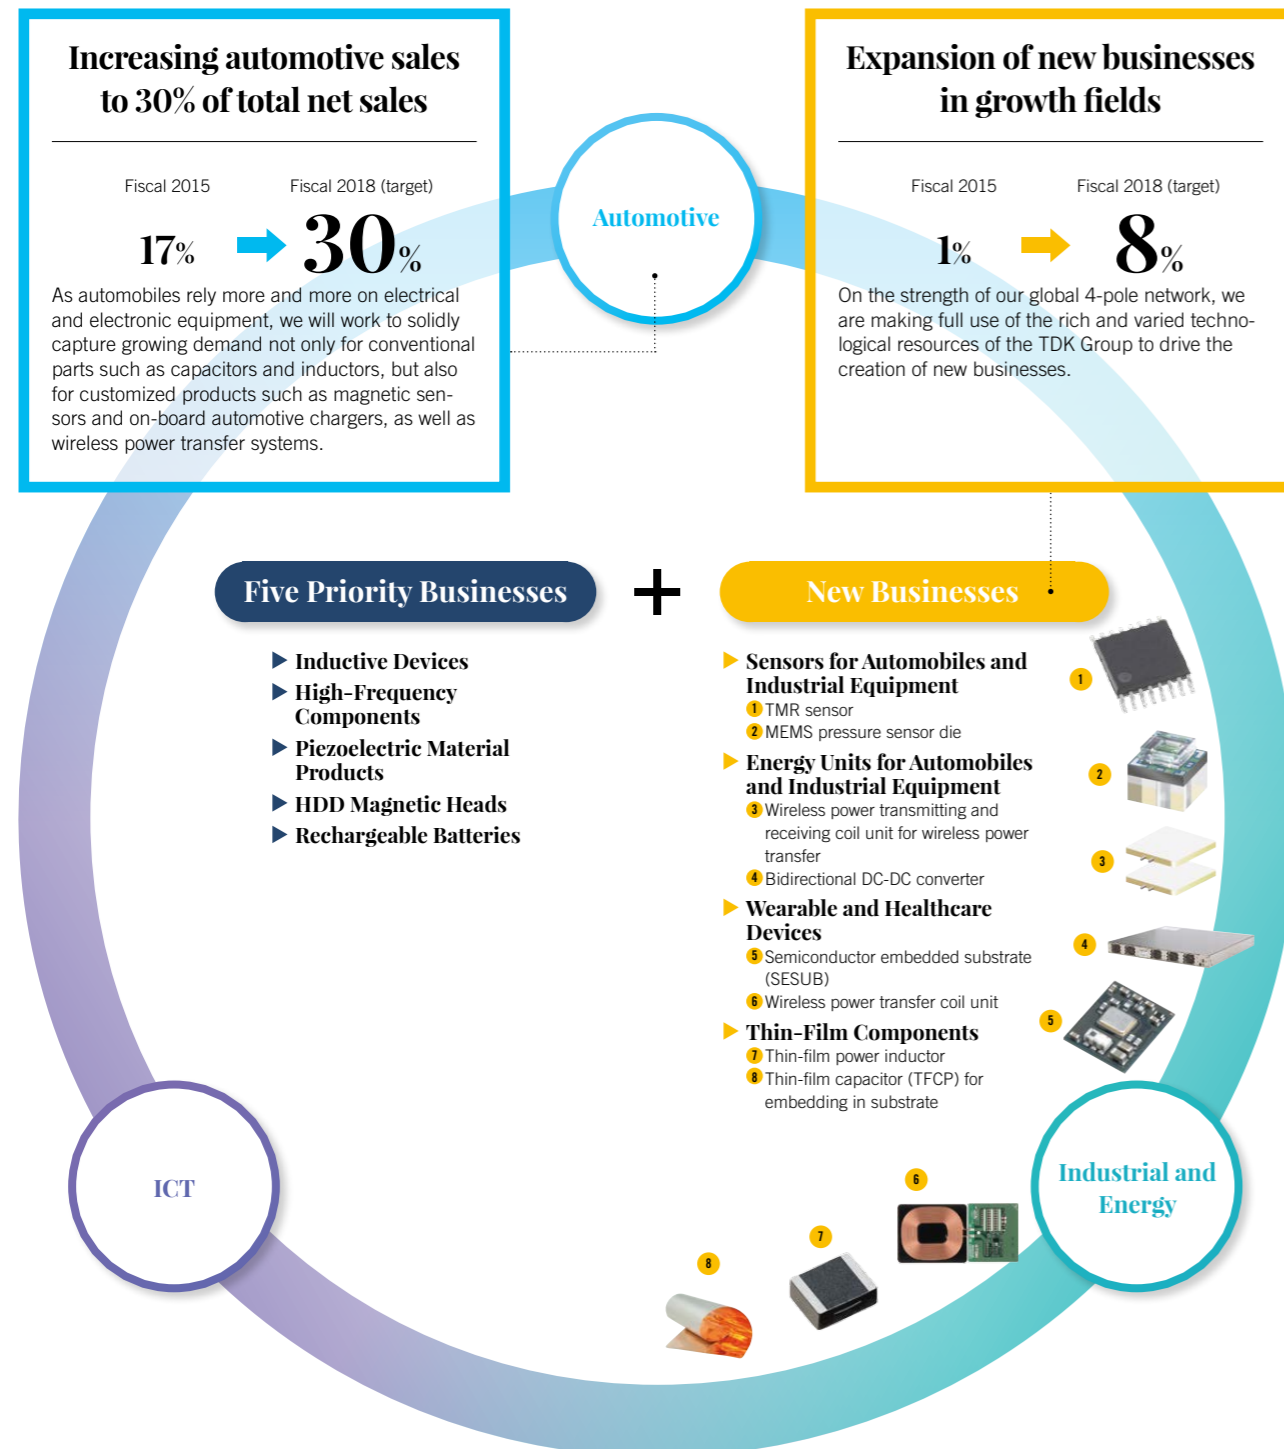 Increasing automotive sales
to 30% of total net sales
Fiscal 2015
Fiscal 2018 (target)
17%
30%
As automobiles rely more and more on electrical
and electronic equipment, we will work to solidly
capture growing demand not only for conventional
parts such as capacitors and inductors, but also
for customized products such as magnetic sen-
sors and on-board automotive chargers, as well as
wireless power transfer systems.
Automotive
Expansion of new businesses
in growth fields
Fiscal 2015
Fiscal 2018 (target)
1%
8%
On the strength of our global 4-pole network, we
are making full use of the rich and varied techno-
logical resources of the TDK Group to drive the
creation of new businesses.
Five Priority Businesses
+
New Businesses
Inductive Devices
High-Frequency
Components
Piezoelectric Material
Products
HDD Magnetic Heads
Rechargeable Batteries
Sensors for Automobiles and
Industrial Equipment
1 TMR sensor
2 MEMS pressure sensor die
Energy Units for Automobiles
and Industrial Equipment
3 Wireless power transmitting and
receiving coil unit for wireless power
transfer
4 Bidirectional DC-DC converter
Wearable and Healthcare
Devices
5 Semiconductor embedded substrate
(SESUB)
6 Wireless power transfer coil unit
Thin-Film Components
7 Thin-film power inductor
8 Thin-film capacitor (TFCP) for
embedding in substrate
1
2
3
4
5
6
7
8
ICT
Industrial and
Energy